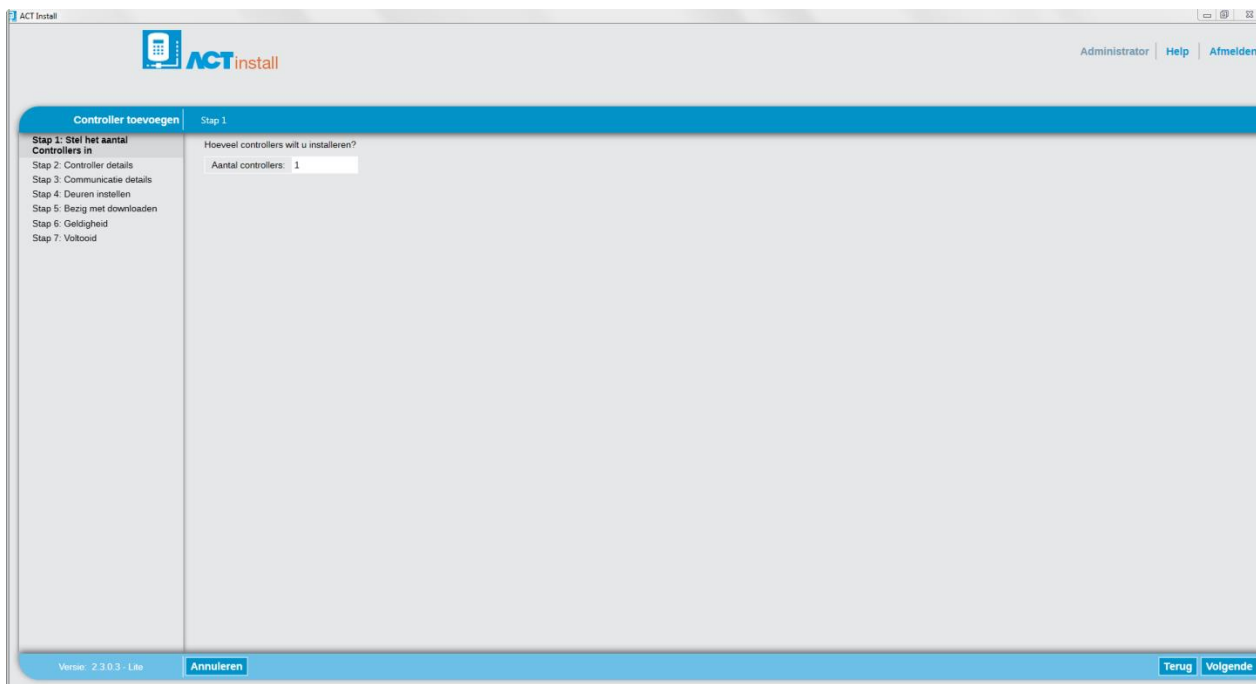 ACT Install
ACTinstall
Administrator Help Afmelden
Controller toevoegen
Stap 1
Stap 1: Stel het aantal
Controllers in
Stap 2: Controller details
Stap 3: Communicatie details
Stap 4: Deuren instellen
Stap 5: Bezig met downloaden
Stap 6: Geldigheid
Stap 7: Voltooid
Hoeveel controllers wilt u installeren?
Aantal controllers: 1
Versie: 2.3.0.3 - Lite
Annuleren
Terug Volgende